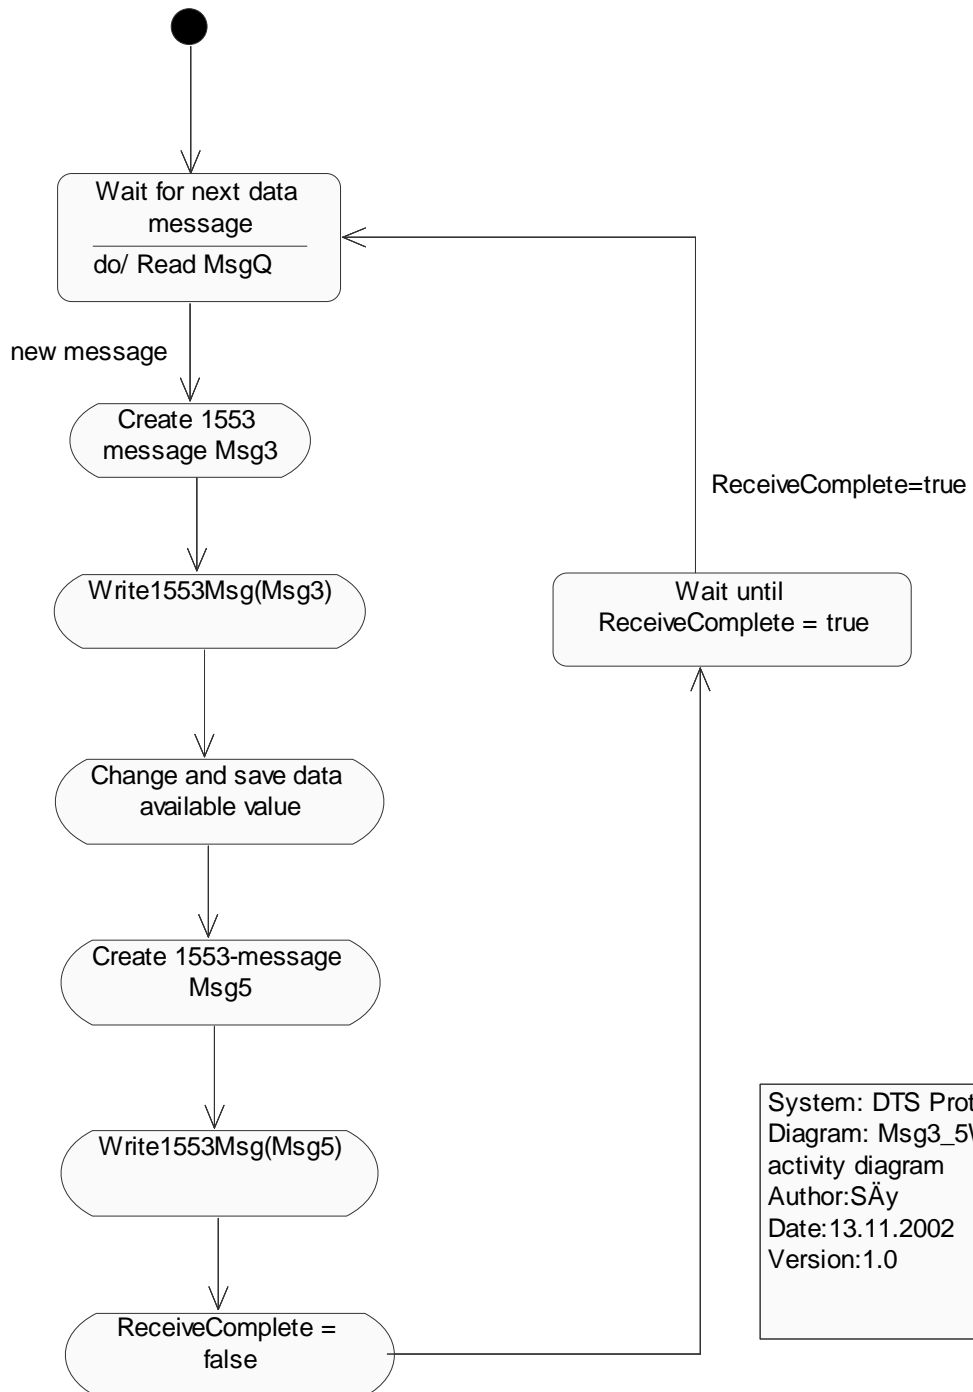 Wait for next data
message
do/ Read MsgQ
new message
Create 1553
message Msg3
Write1553Msg(Msg3)
Change and save data
available value
Create 1553-message
Msg5
Write1553Msg(Msg5)
ReceiveComplete =
false
ReceiveComplete=true
Wait until
ReceiveComplete = true
System: DTS Prot
Diagram: Msg3_5
activity diagram
Author:SÄy
Date:13.11.2002
Version:1.0